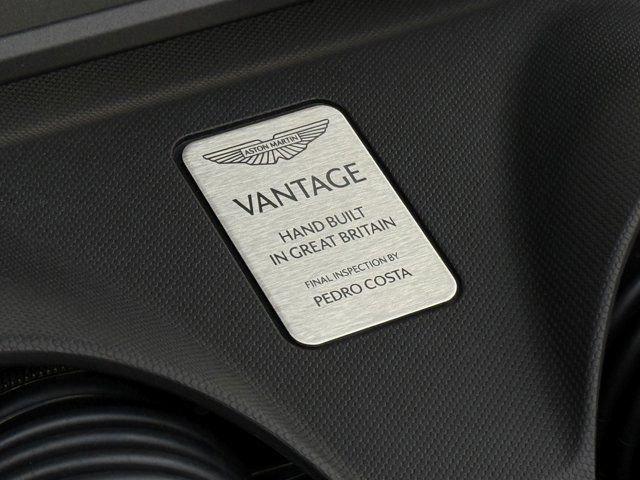 ASTON MARTIN
VANTAGE
HAND BUILT
IN GREAT BRITAIN
FINAL INSPECTION BY
PEDRO COSTA